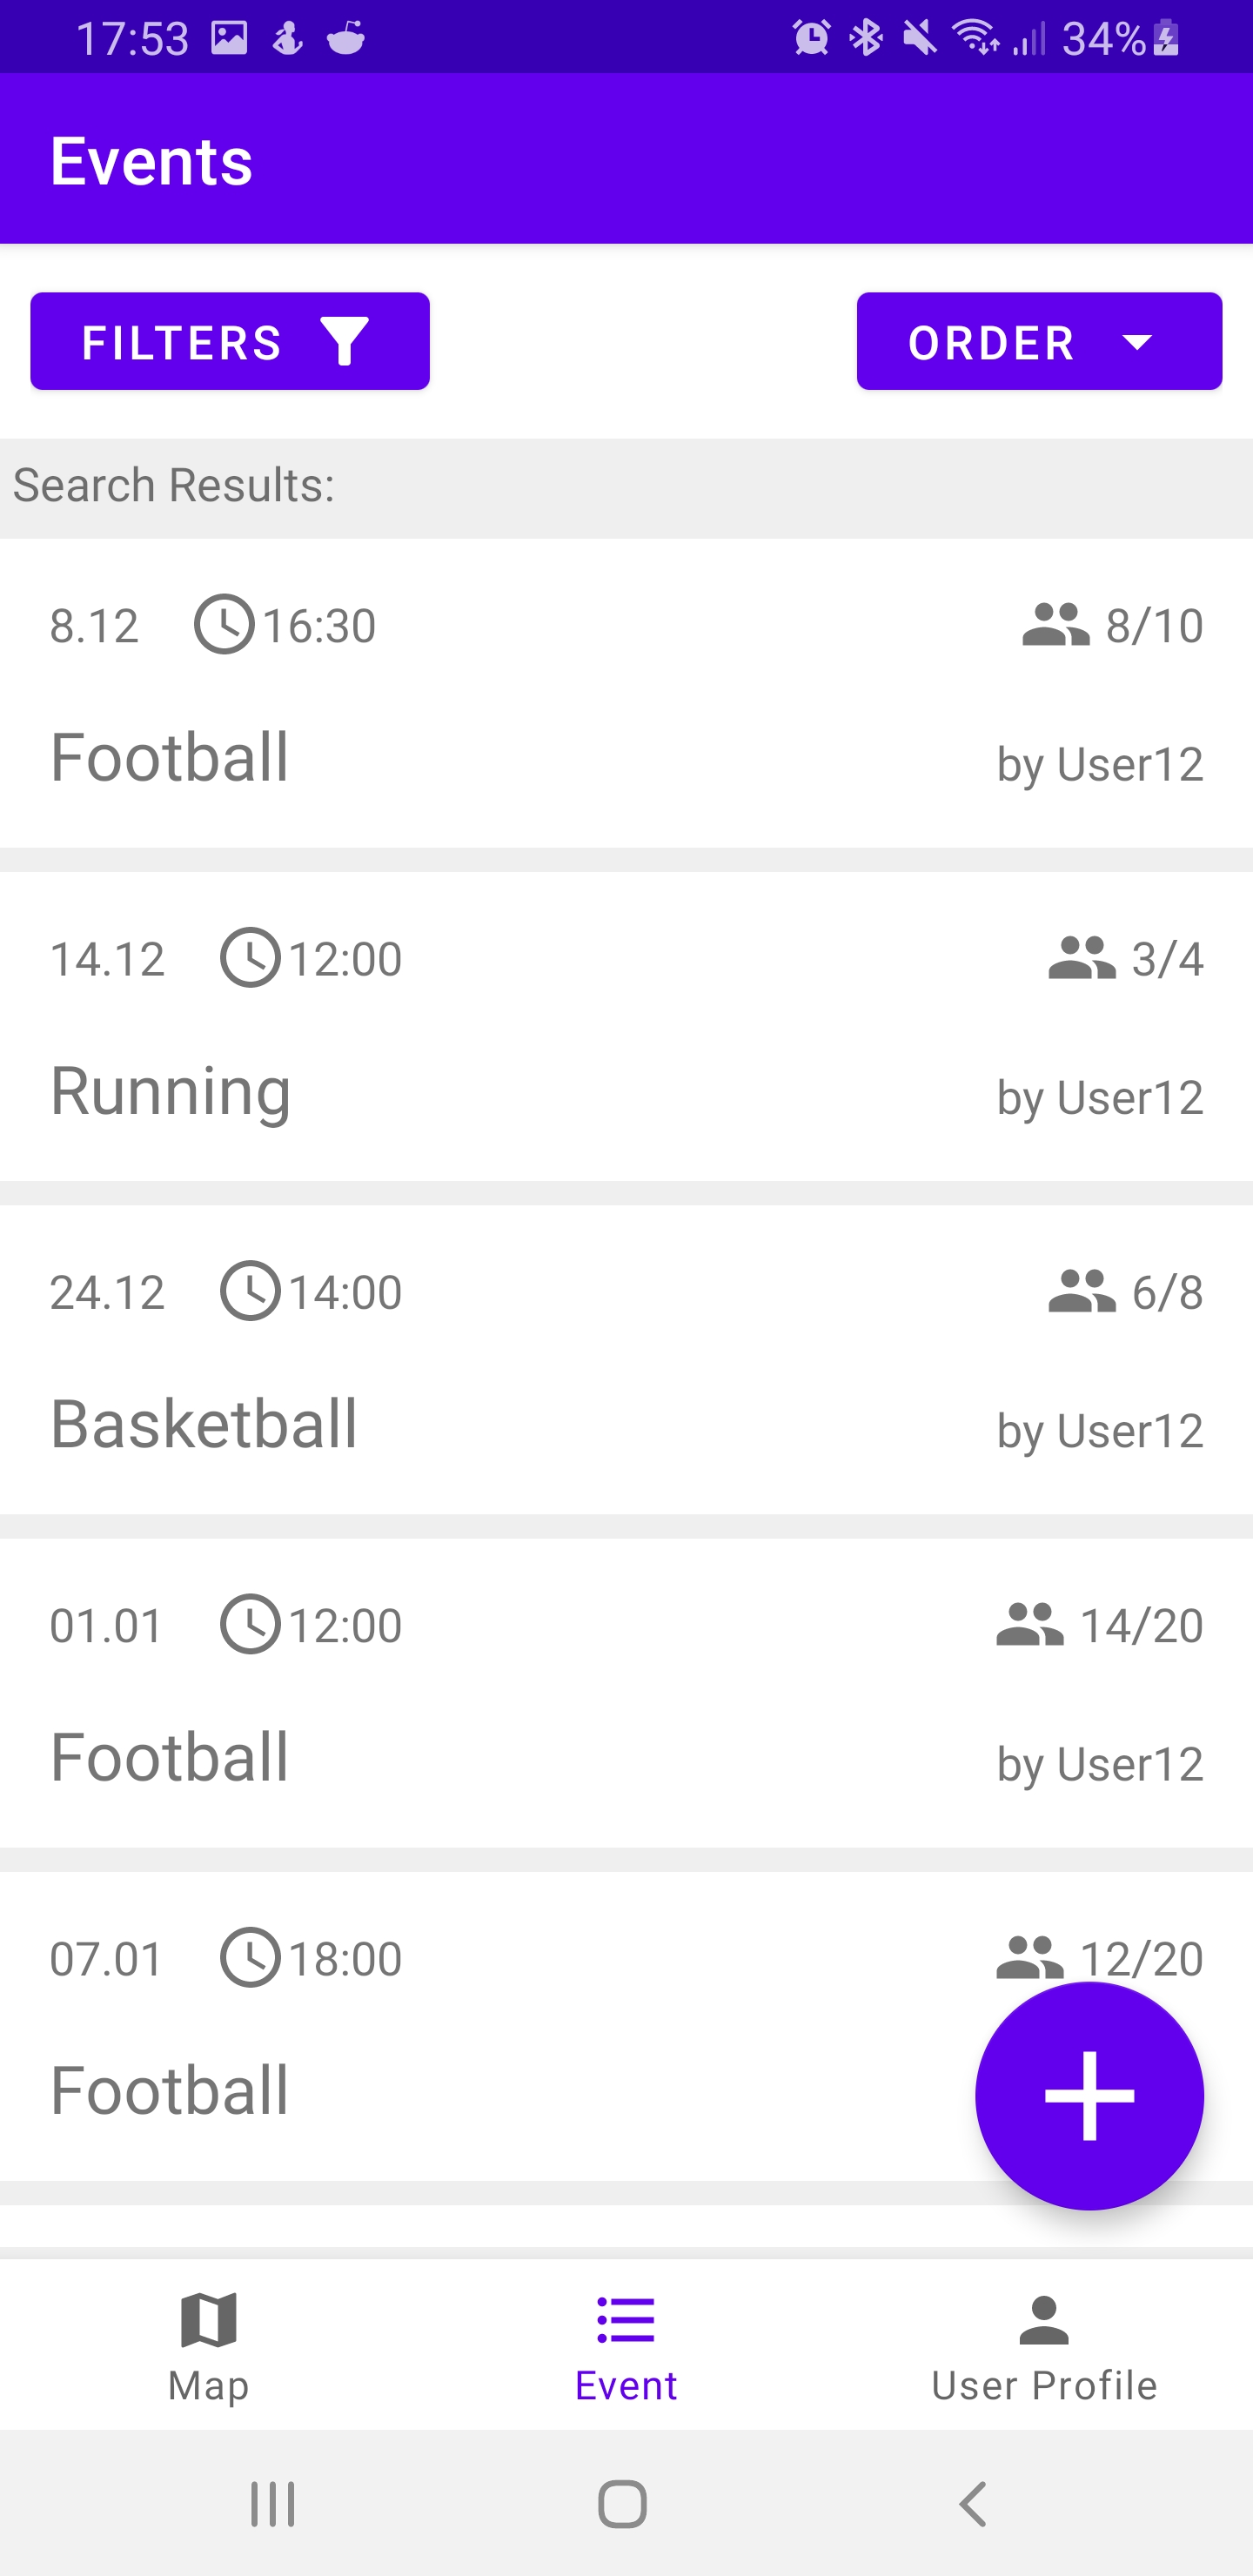 17:53 34%
Events
FILTERS ORDER
Search Results:
8.12 16:30 8/10
Football by User12
14.12 12:00 3/4
Running by User12
24.12 14:00 6/8
Basketball by User12
01.01 12:00 14/20
Football by User12
07.01 18:00 12/20
Football
Map Event User Profile